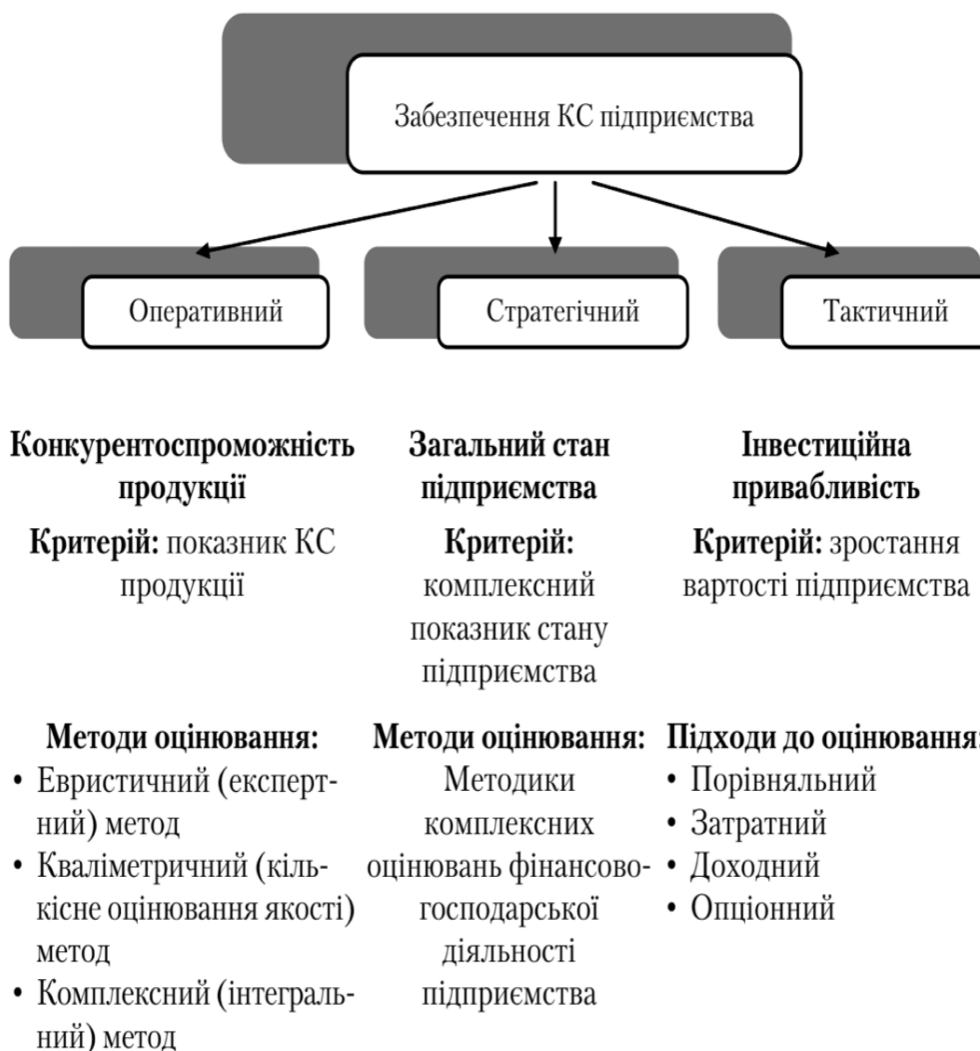 Забезпечення КС підприємства
Оперативний
Стратегічний
Тактичний
Конкурентоспроможність
продукції
Критерій: показник КС
продукції
Методи оцінювання:
• Евристичний (експерт-
ний) метод
• Кваліметричний (кіль-
кісне оцінювання якості)
метод
• Комплексний (інтеграль-
ний) метод
Загальний стан
підприємства
Критерій:
комплексний
показник стану
підприємства
Методи оцінювання:
Методики
комплексних
оцінювань фінансово-
господарської
діяльності
підприємства
Інвестиційна
привабливість
Критерій: зростання
вартості підприємства
Підходи до оцінювання:
• Порівняльний
• Затратний
• Доходний
• Опціонний